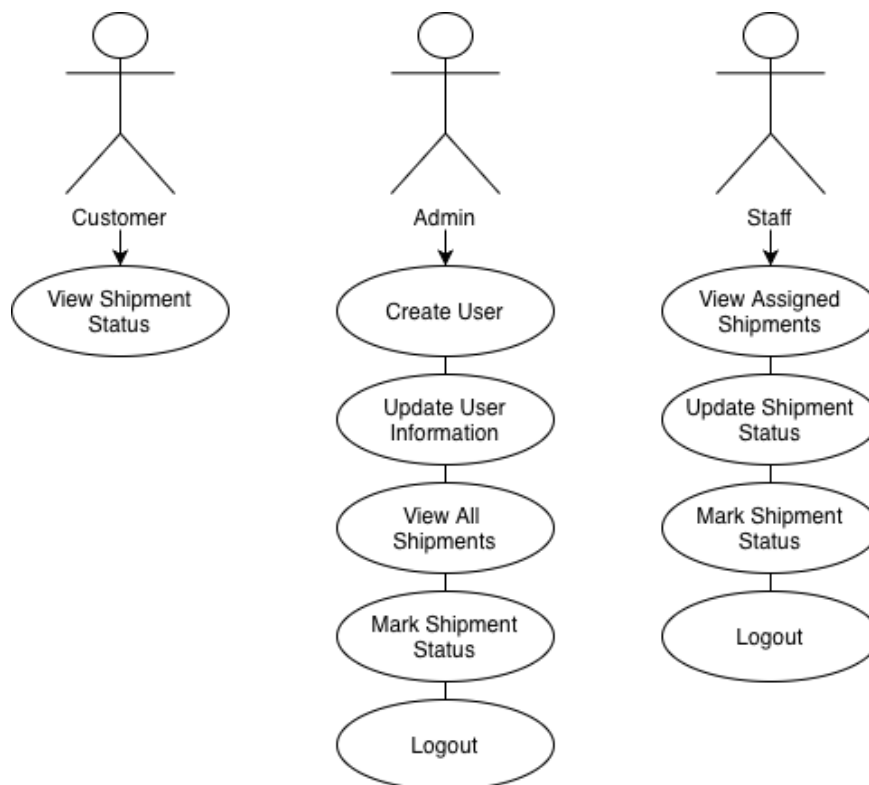 Customer
Admin
Staff
View Shipment
Status
Create User
View Assigned
Shipments
Update User
Information
Update Shipment
Status
View All
Shipments
Mark Shipment
Status
Mark Shipment
Status
Logout
Logout